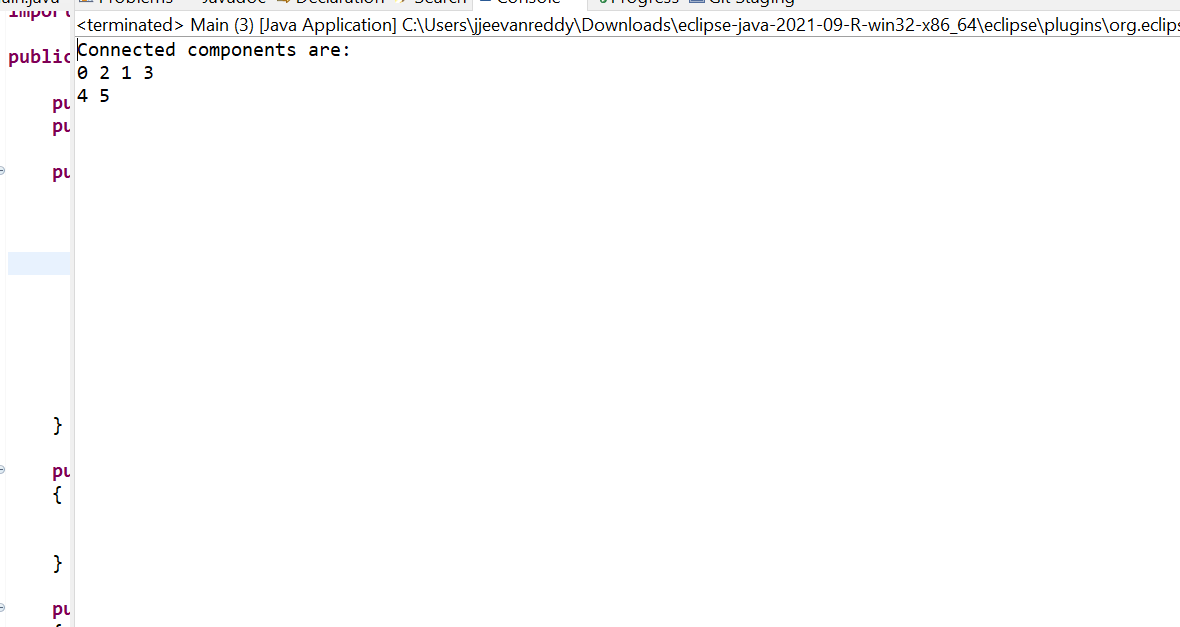 ain.java Problems Javadoc Declaration Search Console Progress Git Staging
import
<terminated> Main (3) [Java Application] C:\Users\jjeevanreddy\Downloads\eclipse-java-2021-09-R-win32-x86_64\eclipse\plugins\org.eclips
public
Connected components are:
0 2 1 3
4 5
pu
pu
pu
}
pu
{
}
pu